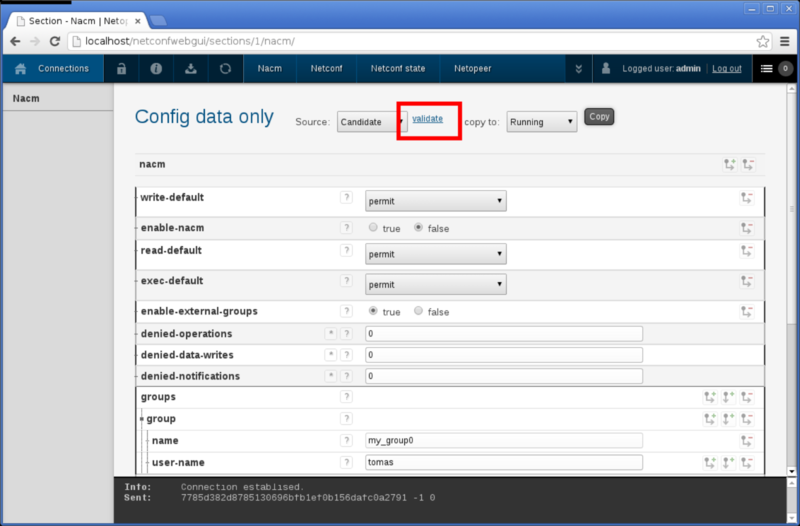 Section - Nacm | Netop
localhost/netconfwebgui/sections/1/nacm/
Connections Nacm Netconf Netconf state Netopeer Logged user: admin Log out 0
Nacm
Config data only Source: Candidate validate copy to: Running Copy
nacm
write-default ? permit
enable-nacm ? true false
read-default ? permit
exec-default ? permit
enable-external-groups ? true false
denied-operations * ? 0
denied-data-writes * ? 0
denied-notifications * ? 0
groups ?
group ?
name ? my_group0
user-name ? tomas
Info: Connection establised.
Sent: -1 0